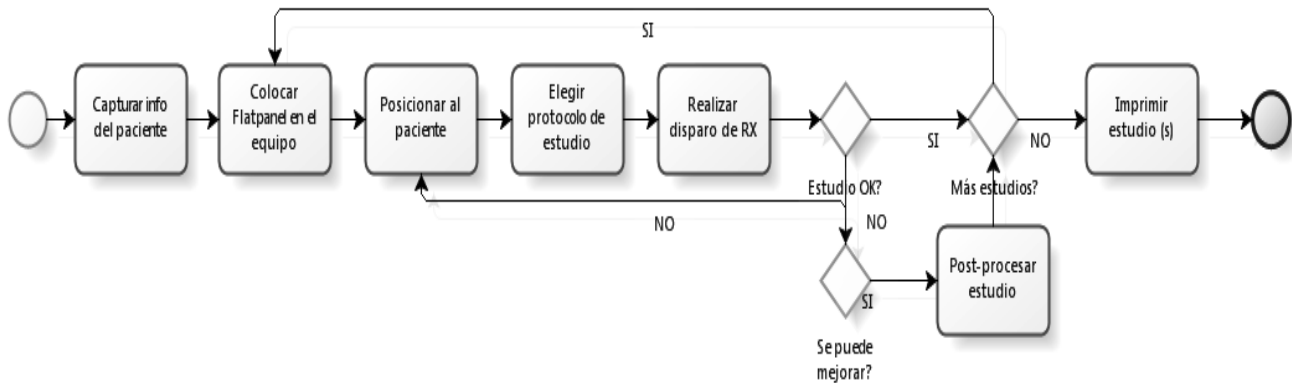 SI
Capturar info
del paciente
Colocar
Flatpanel en el
equipo
Posicionar al
paciente
Elegir
protocolo de
estudio
Realizar
disparo de RX
Imprimir
estudio (s)
SI
NO
Estudio OK?
Más estudios?
NO
NO
Post-procesar
estudio
SI
Se puede
mejorar?